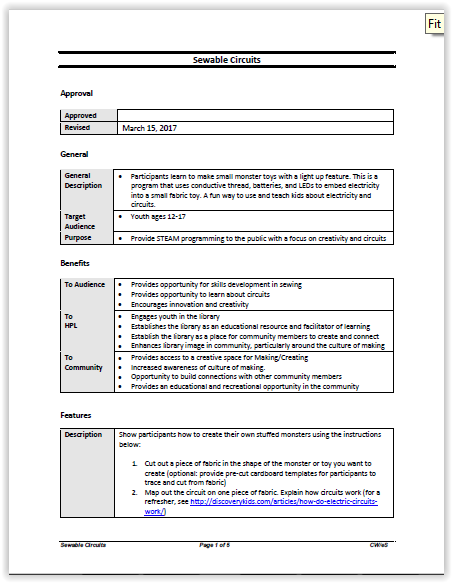 Fit
Sewable Circuits
Approval
Approved
Revised March 15, 2017
General
General Description
• Participants learn to make small monster toys with a light up feature. This is a
program that uses conductive thread, batteries, and LEDs to embed electricity
into a small fabric toy. A fun way to use and teach kids about electricity and
circuits.
Target Audience
• Youth ages 12-17
Purpose
• Provide STEAM programming to the public with a focus on creativity and circuits
Benefits
To Audience
• Provides opportunity for skills development in sewing
• Provides opportunity to learn about circuits
• Encourages innovation and creativity
To HPL
• Engages youth in the library
• Establishes the library as an educational resource and facilitator of learning
• Establish the library as a place for community members to create and connect
• Enhances library image in community, particularly around the culture of making
To Community
• Provides access to a creative space for Making/Creating
• Increased awareness of culture of making.
• Opportunity to build connections with other community members
• Provides an educational and recreational opportunity in the community
Features
Description
Show participants how to create their own stuffed monsters using the instructions
below:
1. Cut out a piece of fabric in the shape of the monster or toy you want to
create (optional: provide pre-cut cardboard templates for participants to
trace and cut from fabric)
2. Map out the circuit on one piece of fabric. Explain how circuits work (for a
refresher, see http://discoverykids.com/articles/how-do-electric-circuits-
work/)
Sewable Circuits Page 1 of 5 CW/eS